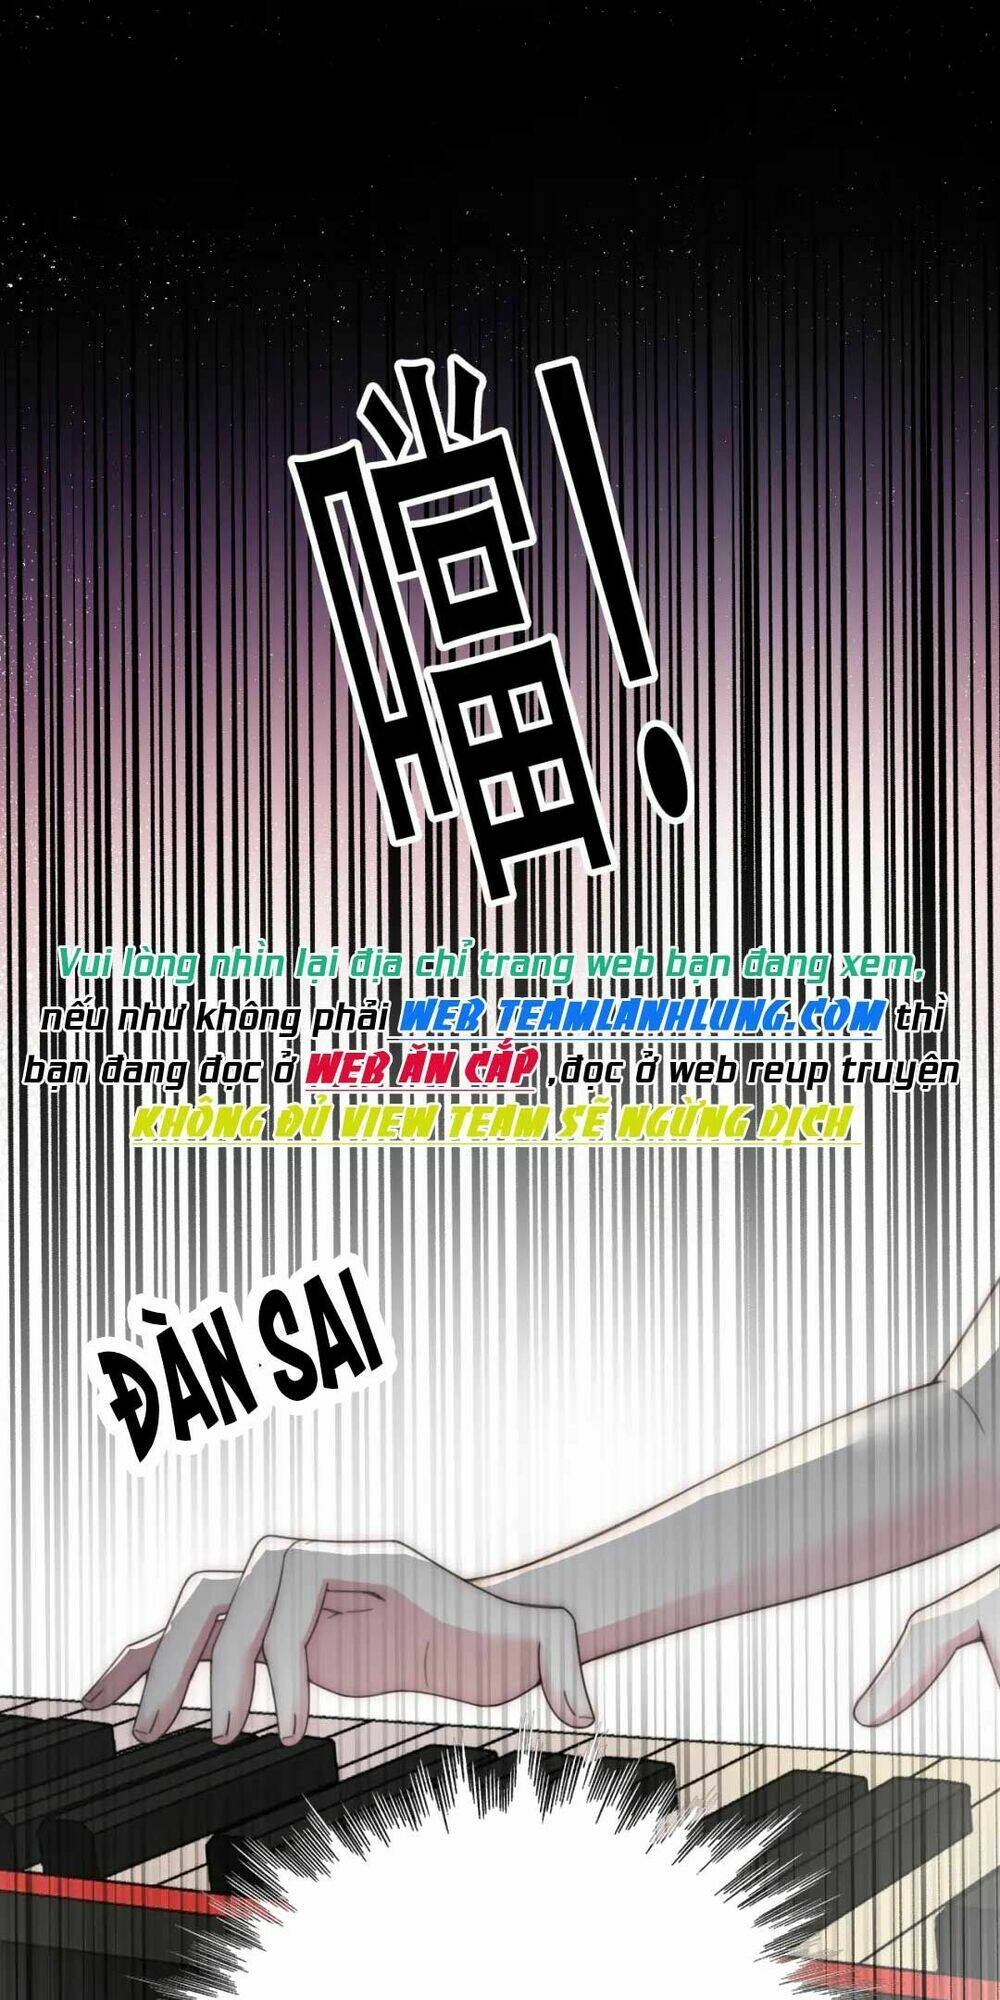 噹!
Vui lòng nhìn lại địa chỉ trang web bạn đang xem,
nếu như không phải WEB TEAMLANHLUNG.COM thì
bạn đang đọc ở WEB ĂN CẮP ,đọc ở web reup truyện
KHÔNG ĐỦ VIEW TEAM SẼ NGỪNG DỊCH
ĐÀN SAI